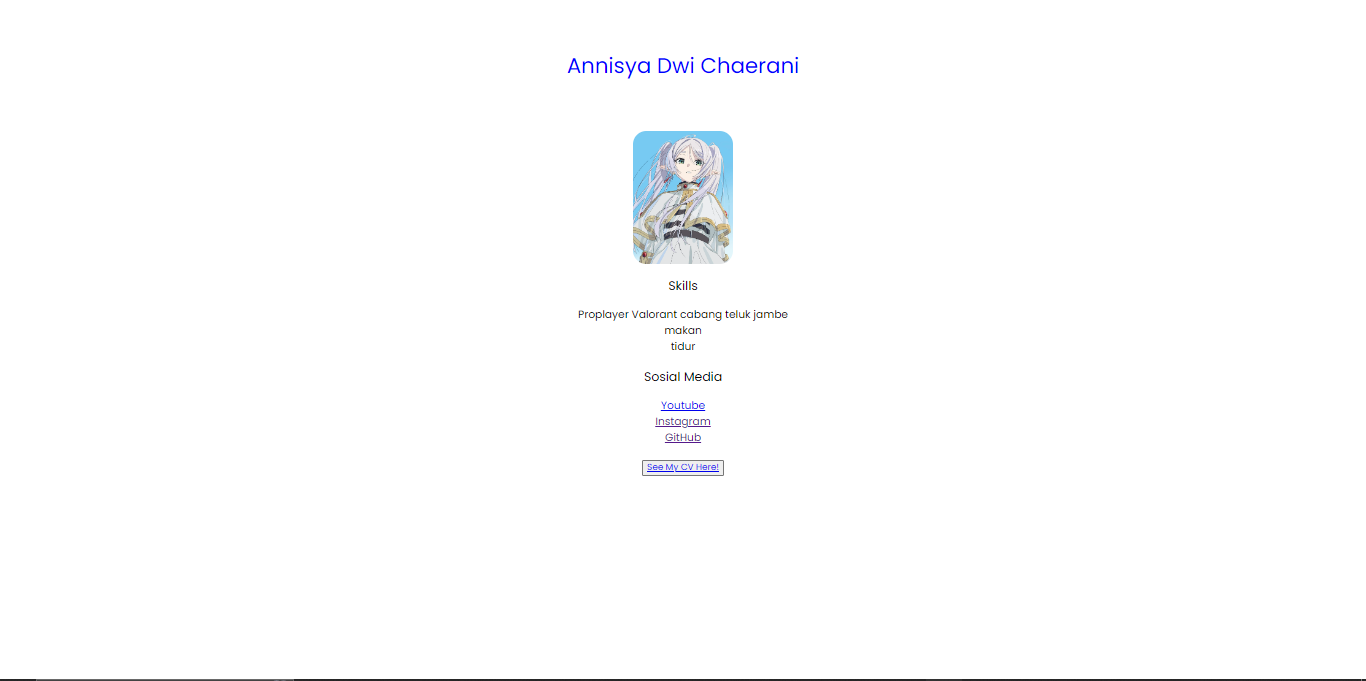 Annisya Dwi Chaerani
Skills
Proplayer Valorant cabang teluk jambe
makan
tidur
Sosial Media
Youtube
Instagram
GitHub
See My CV Here!